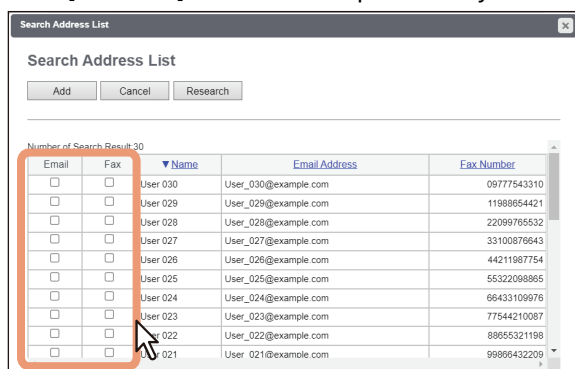 Search Address List
Search Address List
Add Cancel Research
Number of Search Result:30
Email Fax ▼Name Email Address Fax Number
User 030 User_030@example.com 09777543310
User 029 User_029@example.com 11988654421
User 028 User_028@example.com 22099765532
User 027 User_027@example.com 33100876643
User 026 User_026@example.com 44211987754
User 025 User_025@example.com 55322098865
User 024 User_024@example.com 66433109976
User 023 User_023@example.com 77544210087
User 022 User_022@example.com 88655321198
User 021 User_021@example.com 99866432209